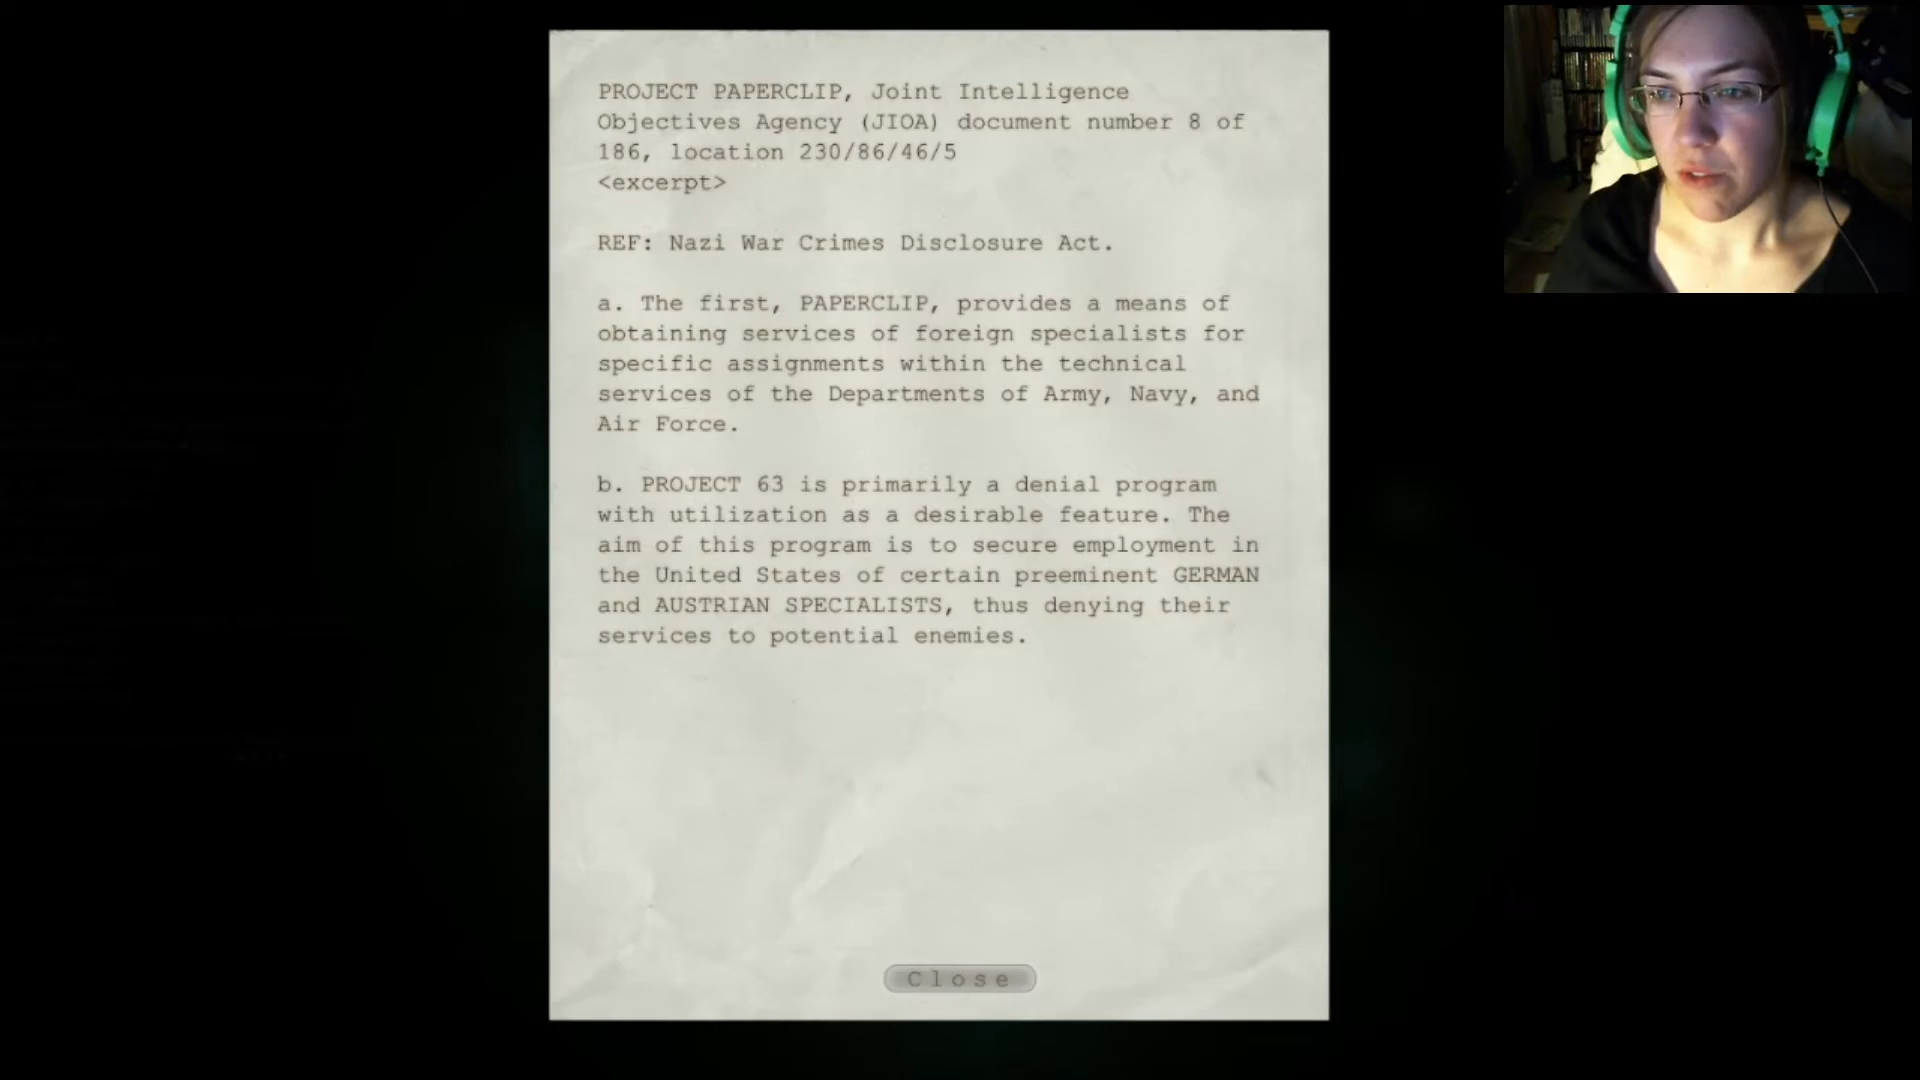 PROJECT PAPERCLIP, Joint Intelligence
Objectives Agency (JIOA) document number 8 of
186, location 230/86/46/5
<excerpt>
REF: Nazi War Crimes Disclosure Act.
a. The first, PAPERCLIP, provides a means of
obtaining services of foreign specialists for
specific assignments within the technical
services of the Departments of Army, Navy, and
Air Force.
b. PROJECT 63 is primarily a denial program
with utilization as a desirable feature. The
aim of this program is to secure employment in
the United States of certain preeminent GERMAN
and AUSTRIAN SPECIALISTS, thus denying their
services to potential enemies.
Close